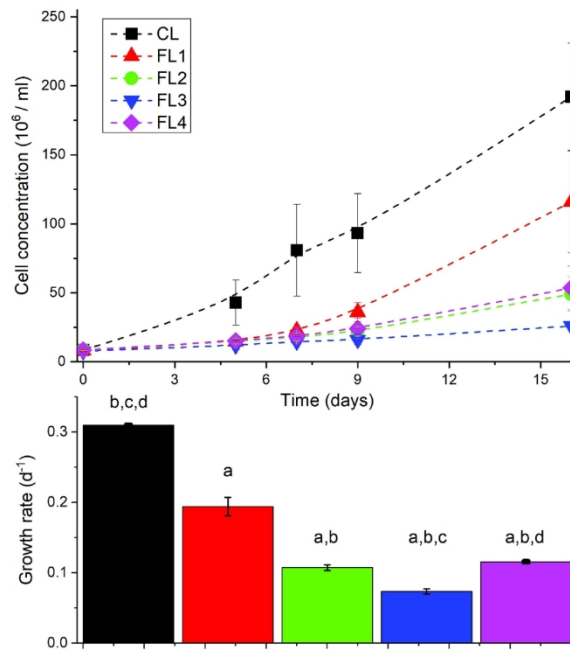 250
200
150
100
50
0
Cell concentration (10⁶ / ml)
CL
FL1
FL2
FL3
FL4
0 3 6 9 12 15
Time (days)
0.3
0.2
0.1
0.0
Growth rate (d⁻¹)
b,c,d
a
a,b
a,b,c
a,b,d